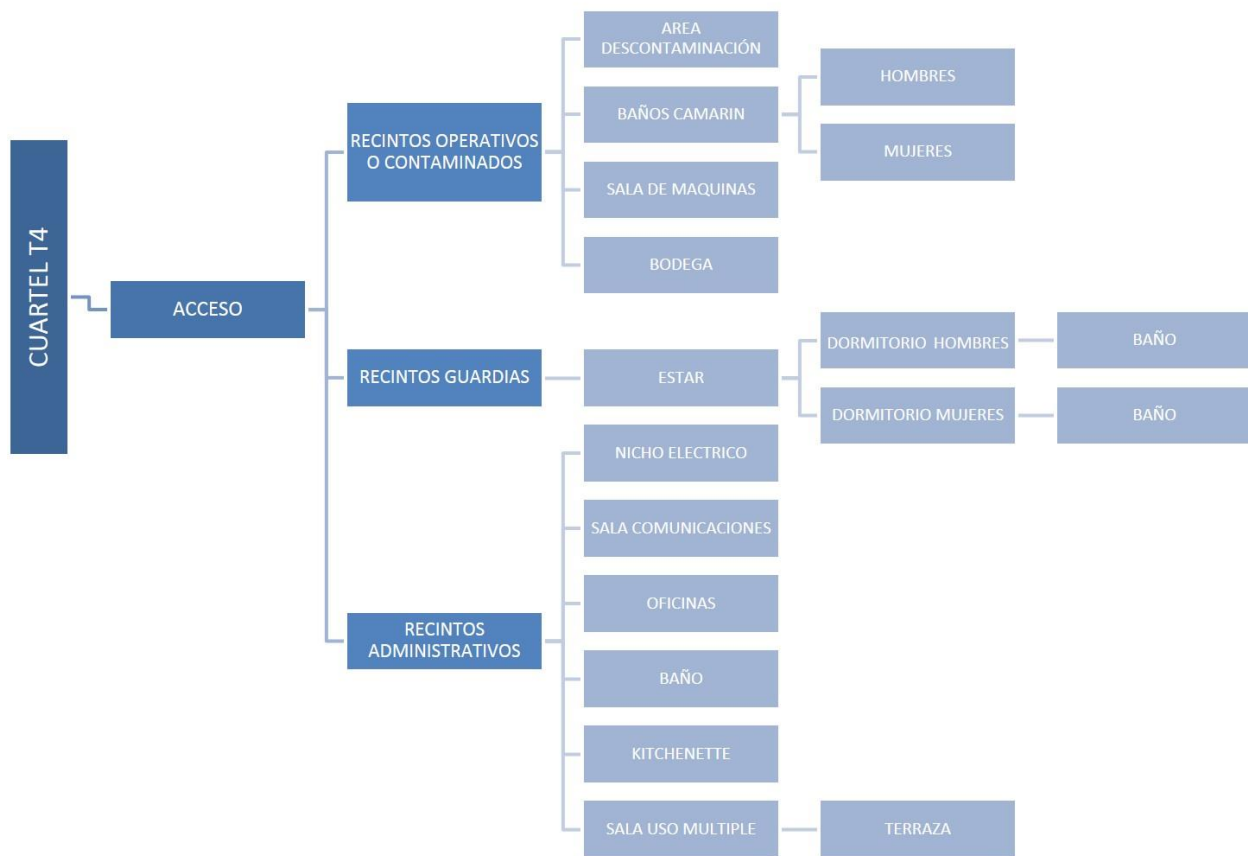 CUARTEL T4
ACCESO
RECINTOS OPERATIVOS
O CONTAMINADOS
AREA
DESCONTAMINACIÓN
BAÑOS CAMARIN
HOMBRES
MUJERES
SALA DE MAQUINAS
BODEGA
RECINTOS GUARDIAS
ESTAR
DORMITORIO HOMBRES
BAÑO
DORMITORIO MUJERES
BAÑO
RECINTOS
ADMINISTRATIVOS
NICHO ELECTRICO
SALA COMUNICACIONES
OFICINAS
BAÑO
KITCHENETTE
SALA USO MULTIPLE
TERRAZA